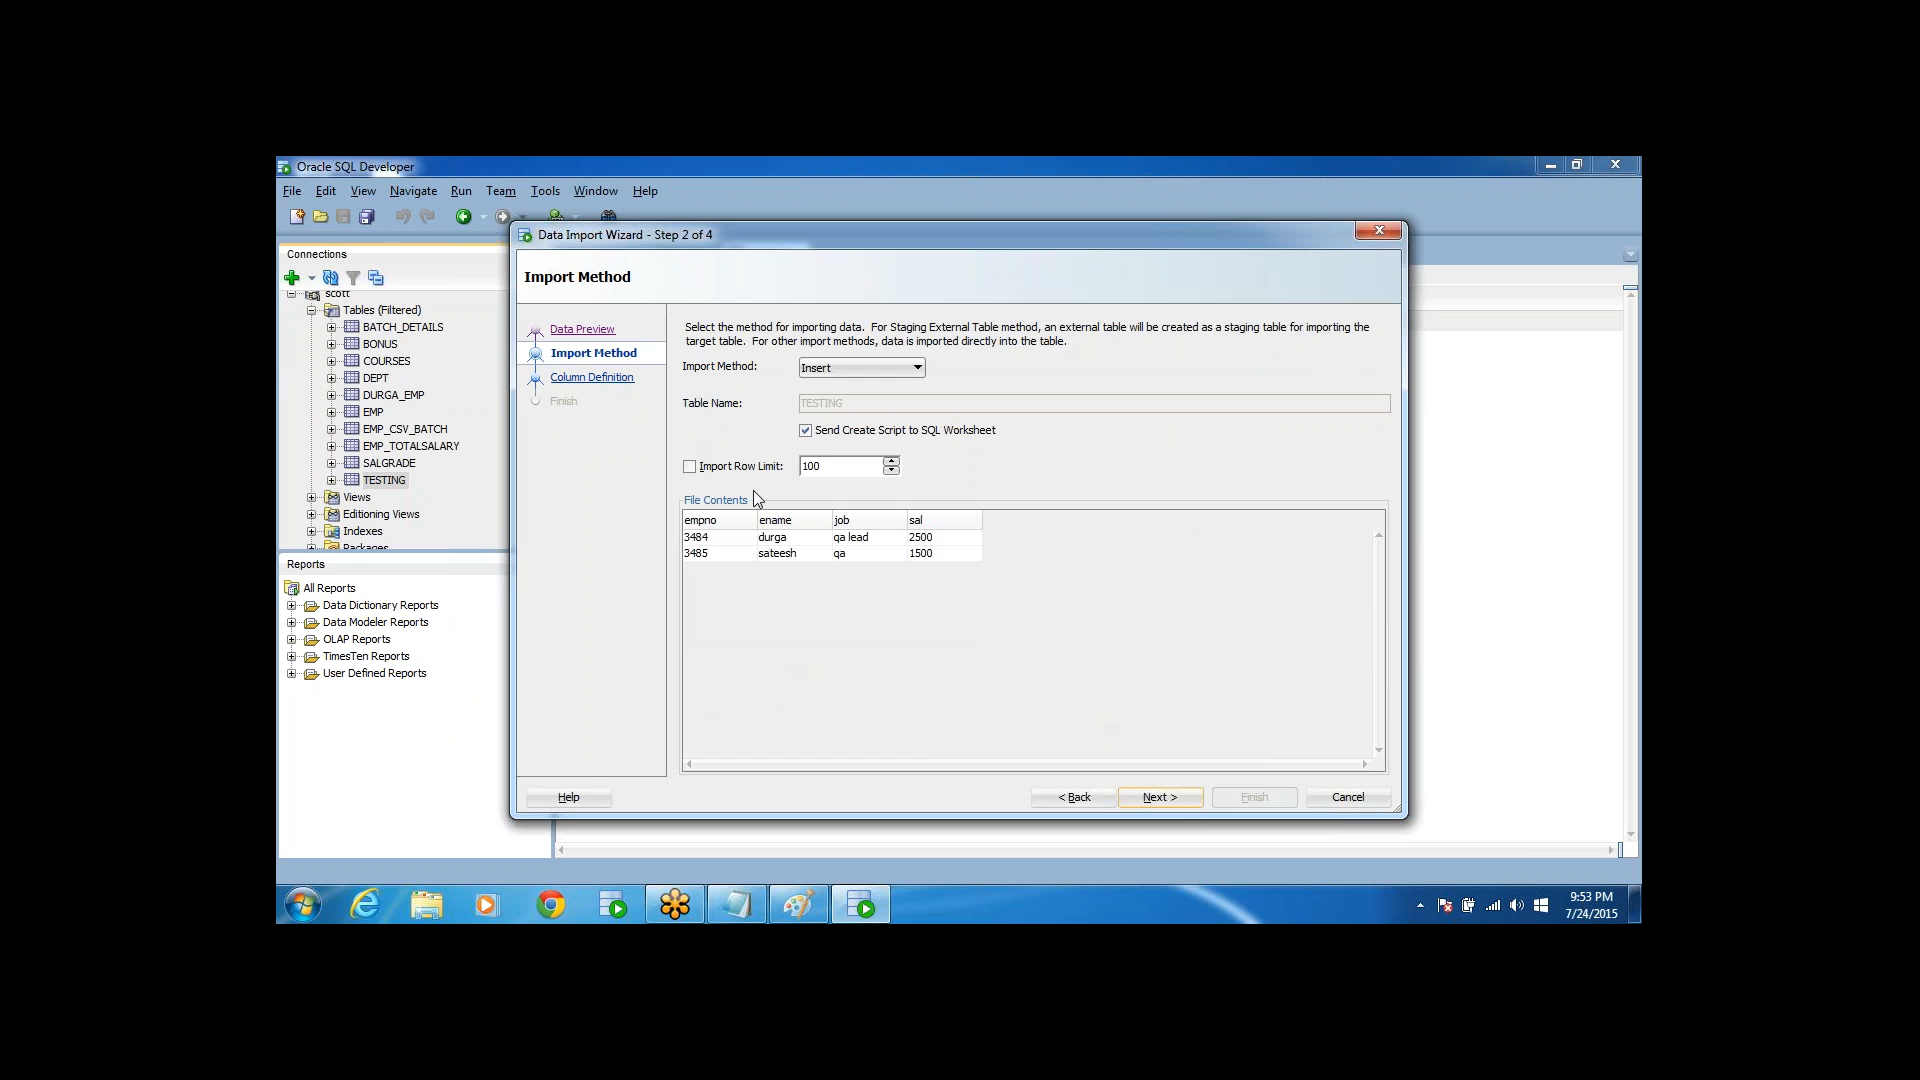 Oracle SQL Developer
File Edit View Navigate Run Team Tools Window Help
Connections
scott
Tables (Filtered)
BATCH_DETAILS
BONUS
COURSES
DEPT
DURGA_EMP
EMP
EMP_CSV_BATCH
EMP_TOTALSALARY
SALGRADE
TESTING
Views
Editioning Views
Indexes
Packages
Reports
All Reports
Data Dictionary Reports
Data Modeler Reports
OLAP Reports
TimesTen Reports
User Defined Reports
Data Import Wizard - Step 2 of 4
Import Method
Data Preview
Import Method
Column Definition
Finish
Select the method for importing data. For Staging External Table method, an external table will be created as a staging table for importing the
target table. For other import methods, data is imported directly into the table.
Import Method: Insert
Table Name: TESTING
Send Create Script to SQL Worksheet
Import Row Limit: 100
File Contents
empno ename job sal
3484 durga qa lead 2500
3485 sateesh qa 1500
Help < Back Next > Finish Cancel
9:53 PM
7/24/2015